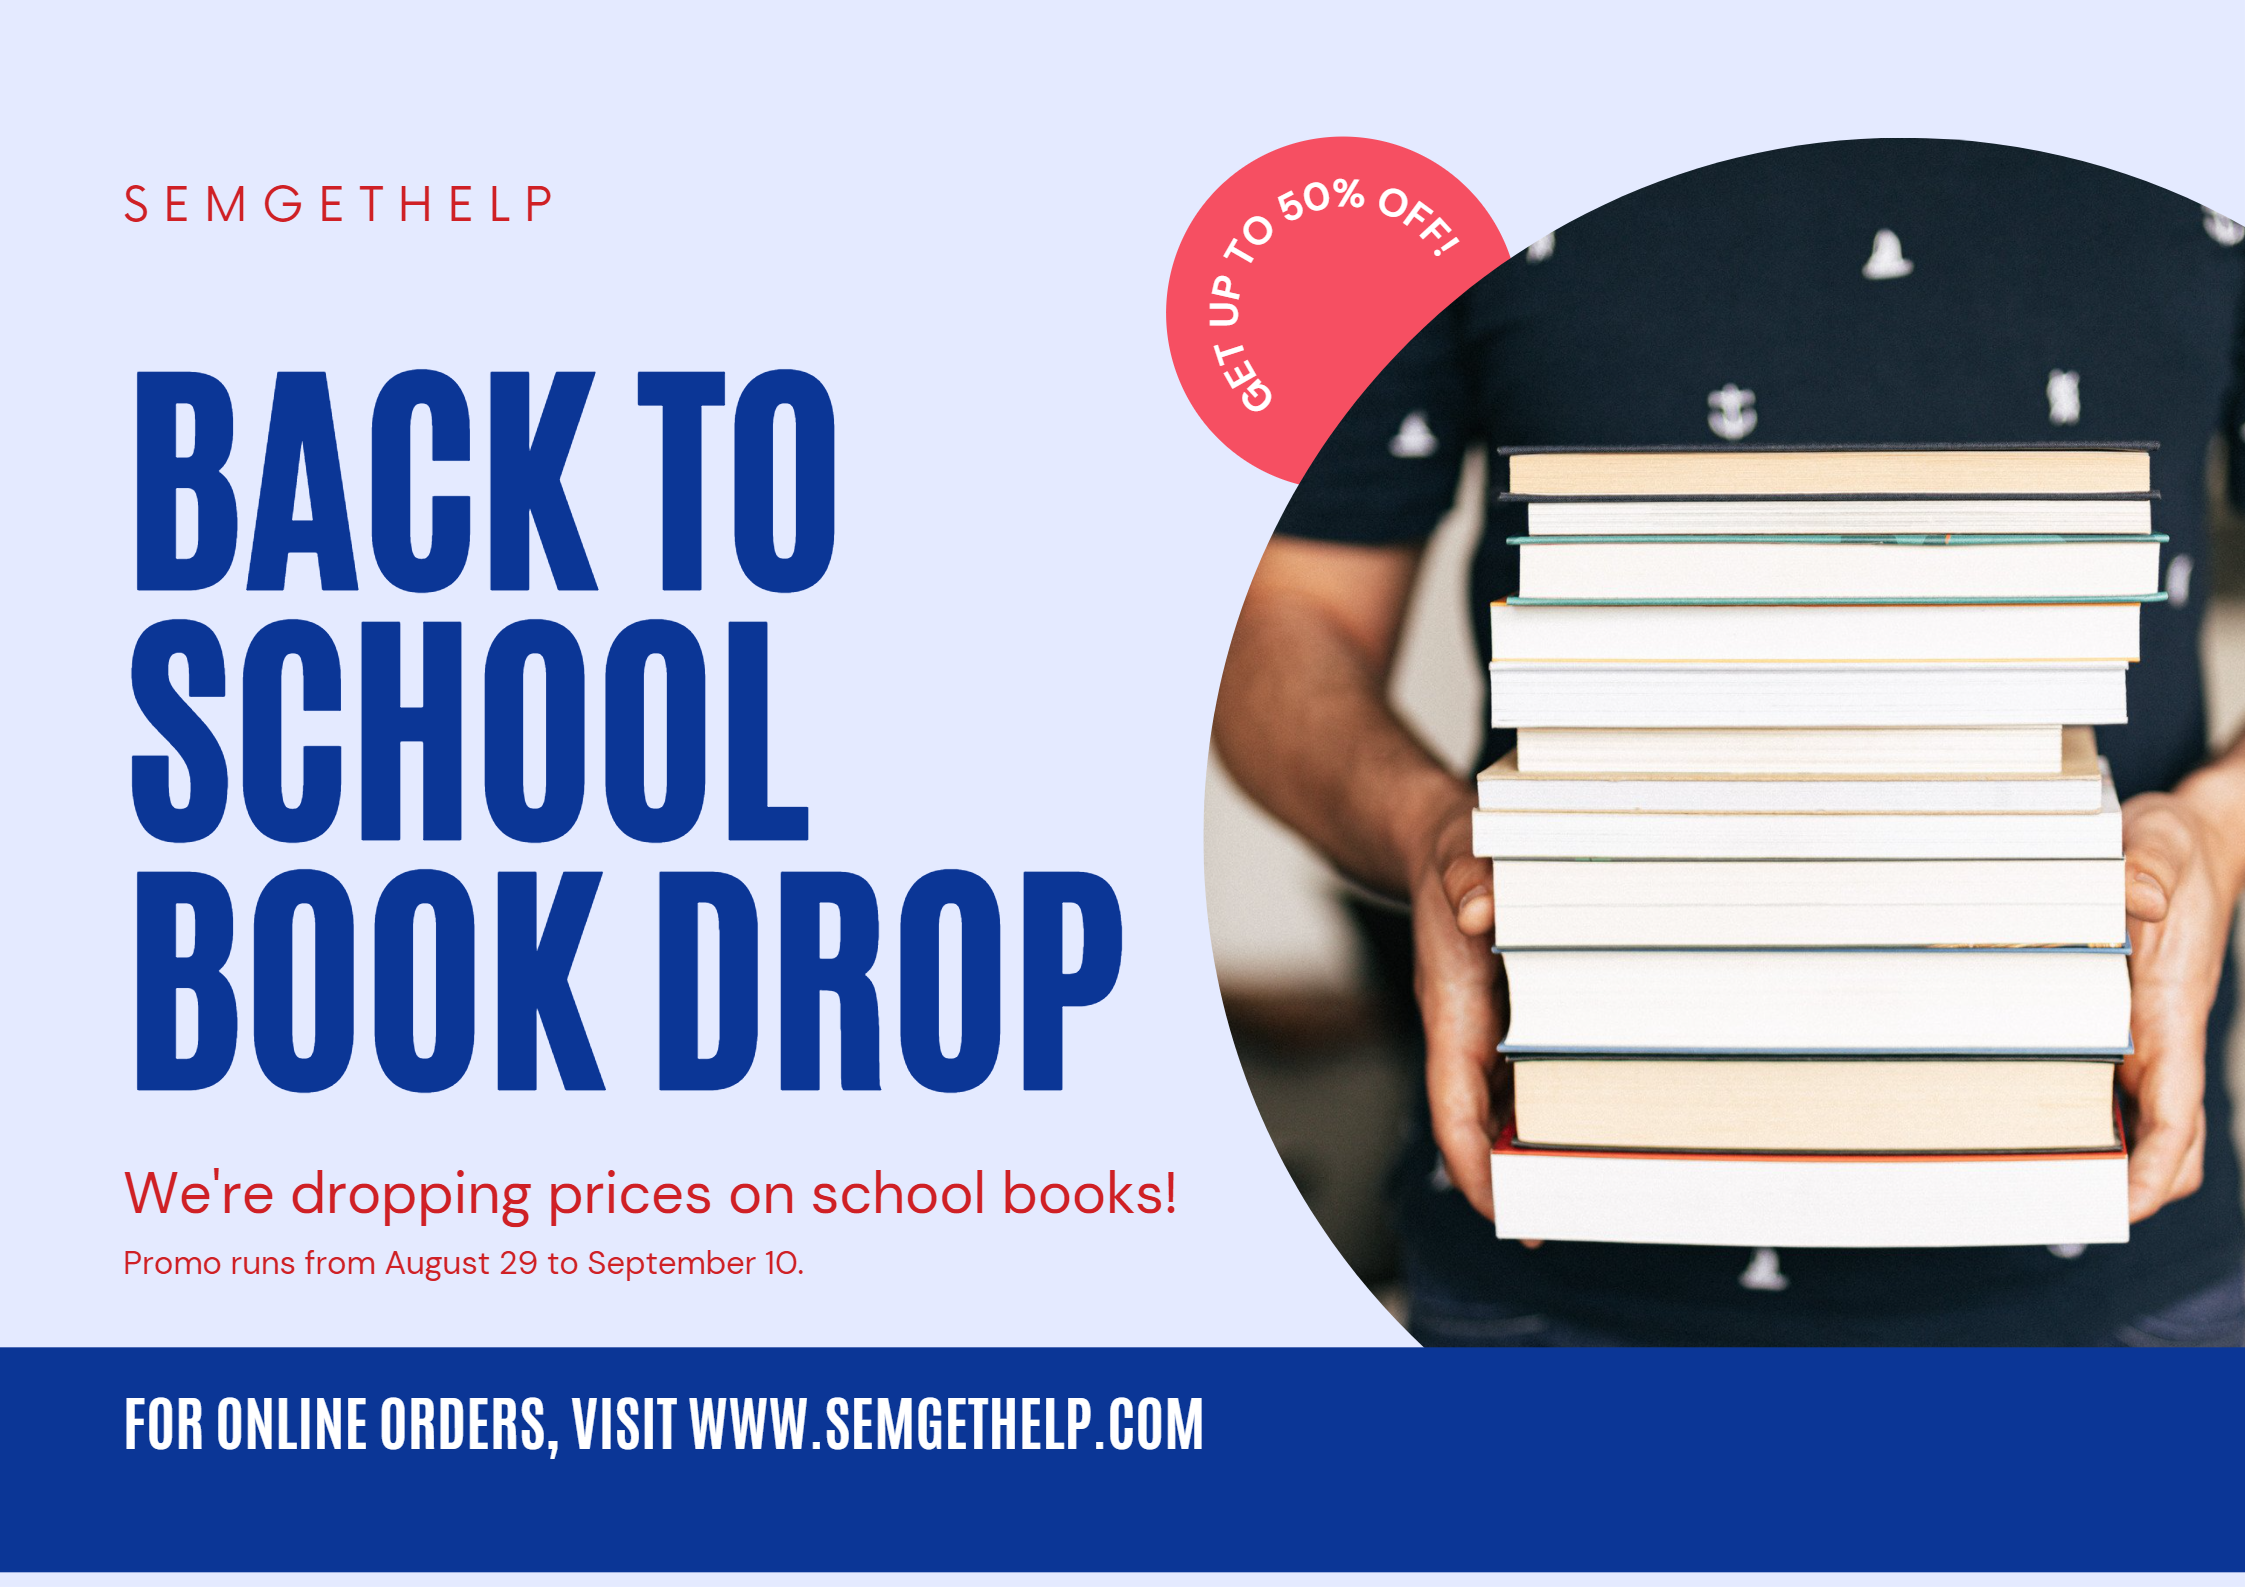 SEMGETHELP
GET UP TO 50% OFF!
BACK TO
SCHOOL
BOOK DROP
We're dropping prices on school books!
Promo runs from August 29 to September 10.
FOR ONLINE ORDERS, VISIT WWW.SEMGETHELP.COM